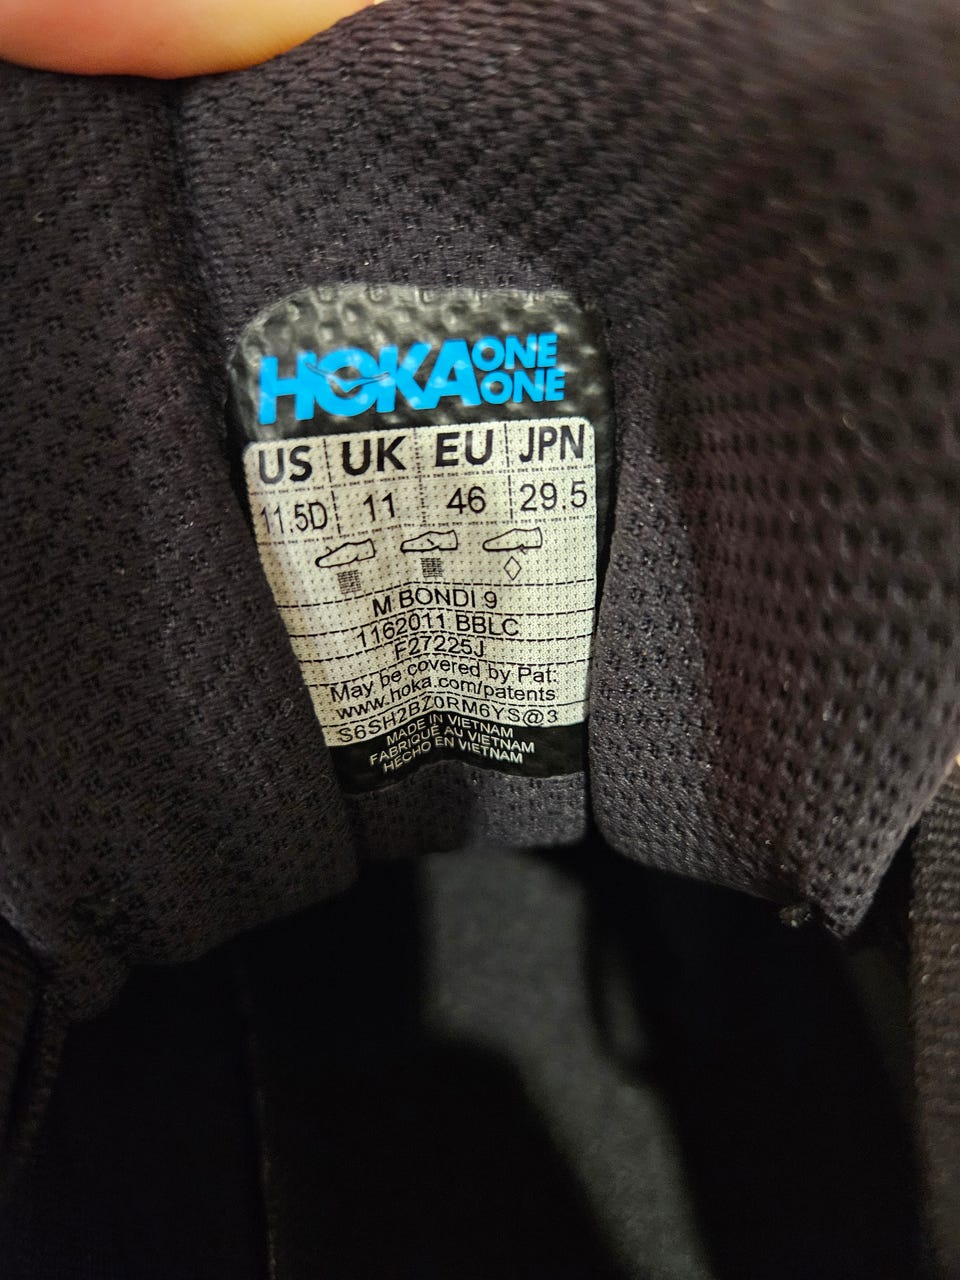 HOKA ONE ONE
US UK EU JPN
11.5D 11 46 29.5
M BONDI 9
1162011 BBLC
F27225J
May be covered by Pat:
www.hoka.com/patents
S6SH2BZ0RM6YS@3
MADE IN VIETNAM
FABRIQUÉ AU VIETNAM
HECHO EN VIETNAM